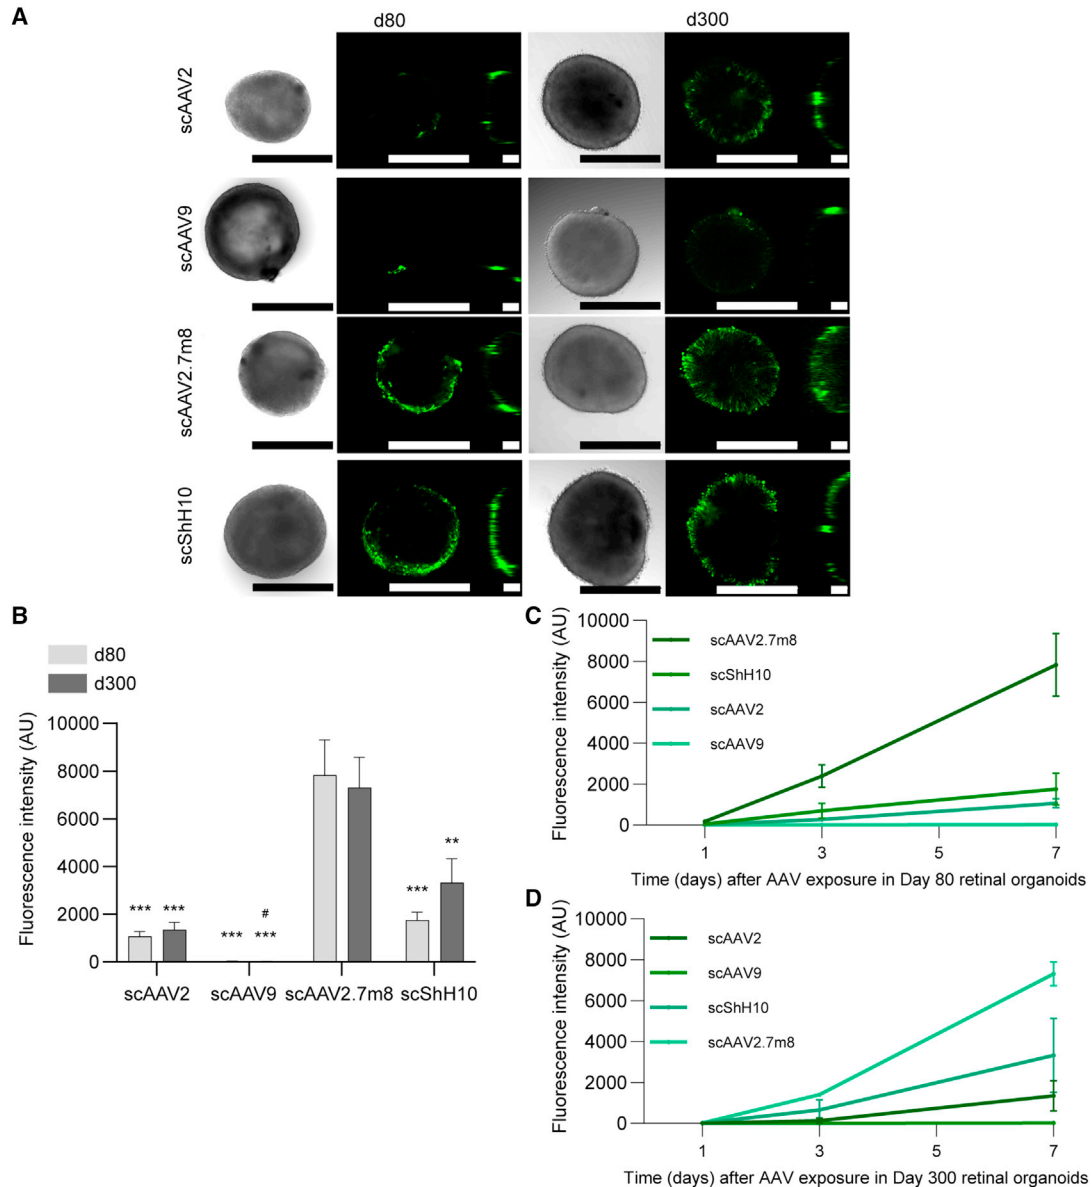 A
d80
d300
scAAV2
scAAV9
scAAV2.7m8
scShH10
B
d80
d300
Fluorescence intensity (AU)
10000
8000
6000
4000
2000
0
***
***
***
#
***
***
**
scAAV2
scAAV9
scAAV2.7m8
scShH10
C
Fluorescence intensity (AU)
10000
8000
6000
4000
2000
0
scAAV2.7m8
scShH10
scAAV2
scAAV9
1
3
5
7
Time (days) after AAV exposure in Day 80 retinal organoids
D
Fluorescence intensity (AU)
10000
8000
6000
4000
2000
0
scAAV2
scAAV9
scShH10
scAAV2.7m8
1
3
5
7
Time (days) after AAV exposure in Day 300 retinal organoids